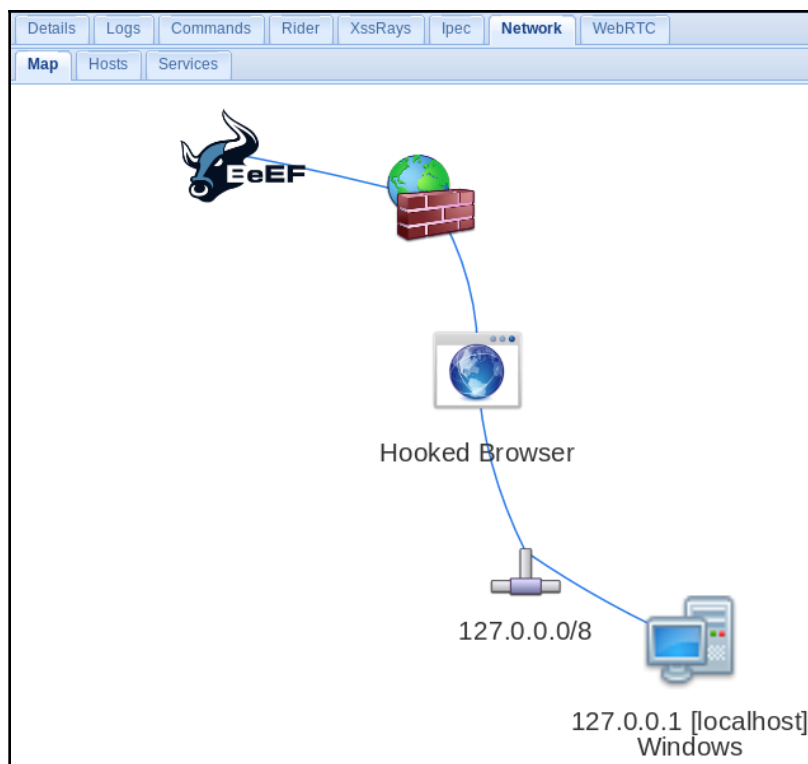 Details Logs Commands Rider XssRays Ipec Network WebRTC
Map Hosts Services
BeEF
Hooked Browser
127.0.0.0/8
127.0.0.1 [localhost]
Windows